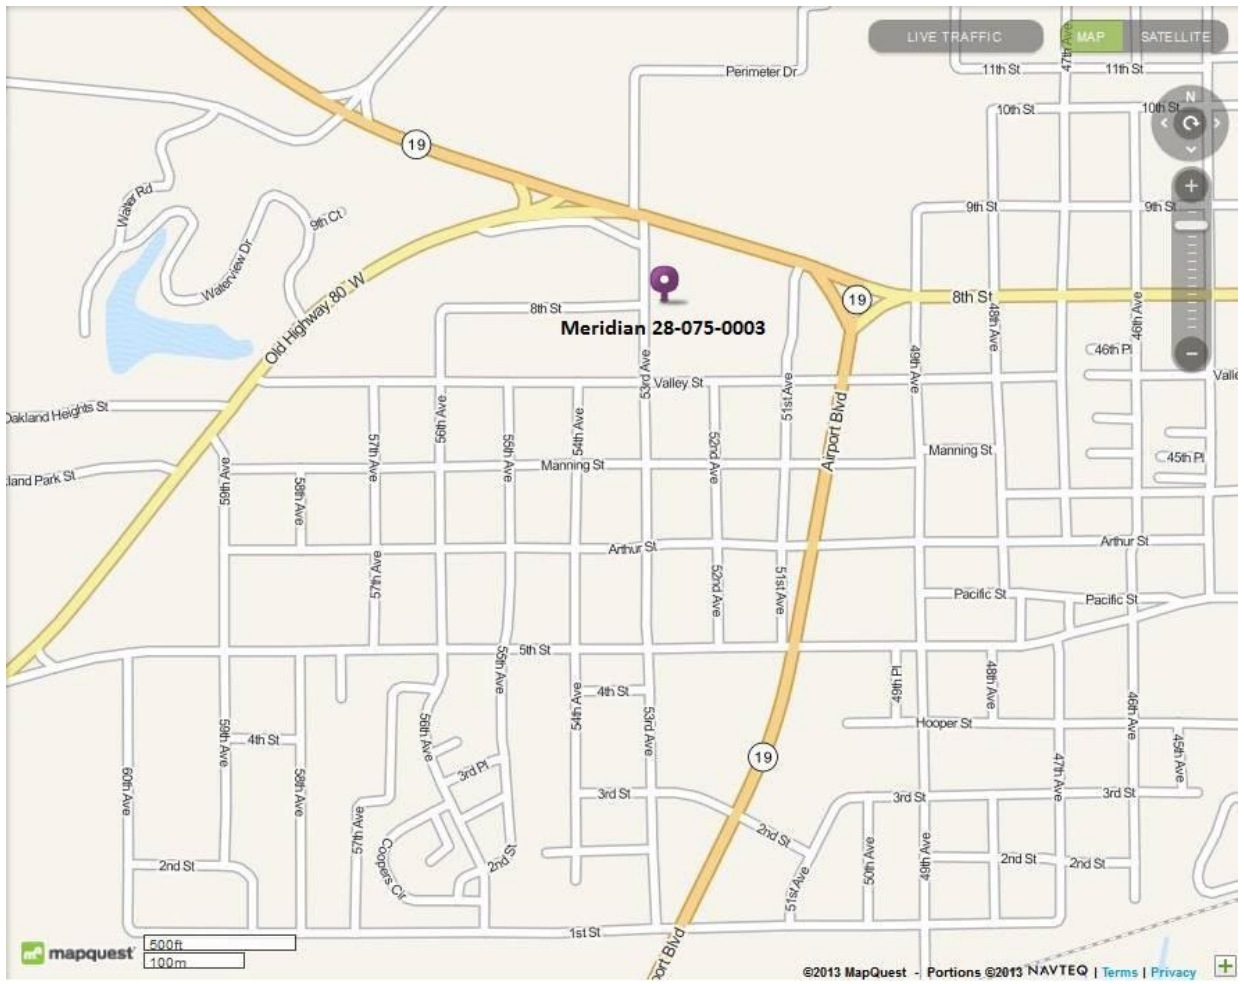 LIVE TRAFFIC
MAP
SATELLITE
47th Ave
Perimeter Dr
11th St
11th St
N
10th St
10th St
19
Water Rd
9th Ct
9th St
9th St
Waterview Dr
Old Highway 80 W
8th St
19
8th St
Meridian 28-075-0003
48th Ave
46th Ave
49th Ave
46th Pl
53rd Ave
Valley St
51st Ave
Valle
Oakland Heights St
57th Ave
56th Ave
55th Ave
54th Ave
52nd Ave
Airport Blvd
Manning St
Manning St
45th Pl
land Park St
59th Ave
58th Ave
Arthur St
Arthur St
57th Ave
52nd Ave
51st Ave
Pacific St
Pacific St
5th St
55th Ave
49th Pl
48th Ave
4th St
54th Ave
53rd Ave
46th Ave
59th Ave
4th St
56th Ave
Hooper St
45th Ave
19
3rd Pl
60th Ave
58th Ave
47th Ave
3rd St
3rd St
3rd St
57th Ave
2nd St
2nd St
Coopers Cir
2nd St
51st Ave
50th Ave
49th Ave
2nd St
2nd St
1st St
port Blvd
mapquest
500ft
100m
©2013 MapQuest - Portions ©2013 NAVTEQ | Terms | Privacy